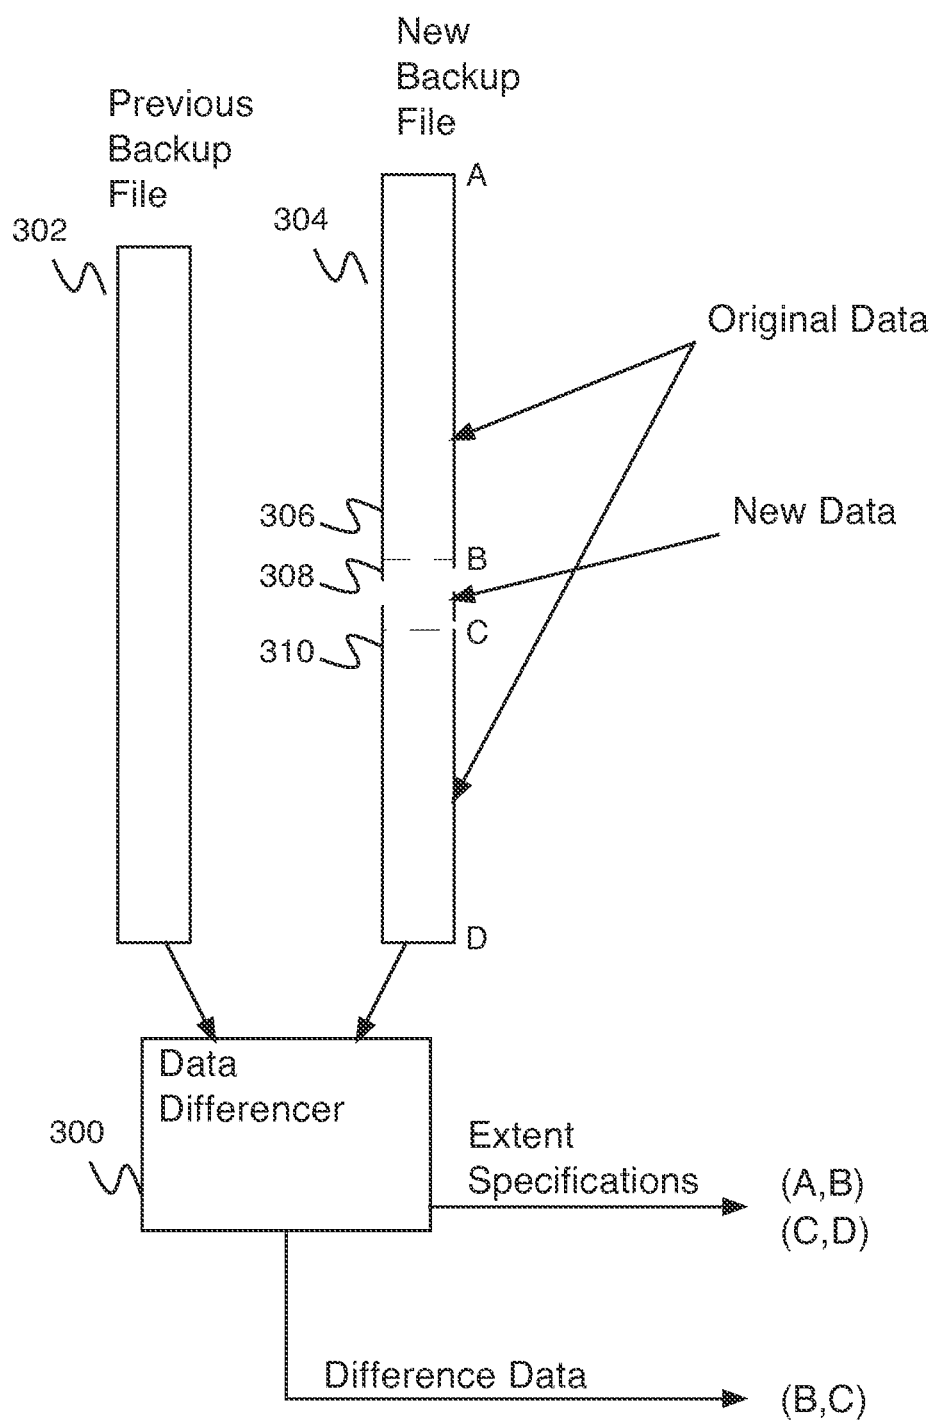 New
Backup
File
Previous
Backup
File
A
302
304
Original Data
306
New Data
B
308
C
310
D
Data
Differencer
300
Extent
Specifications
(A,B)
(C,D)
Difference Data
(B,C)